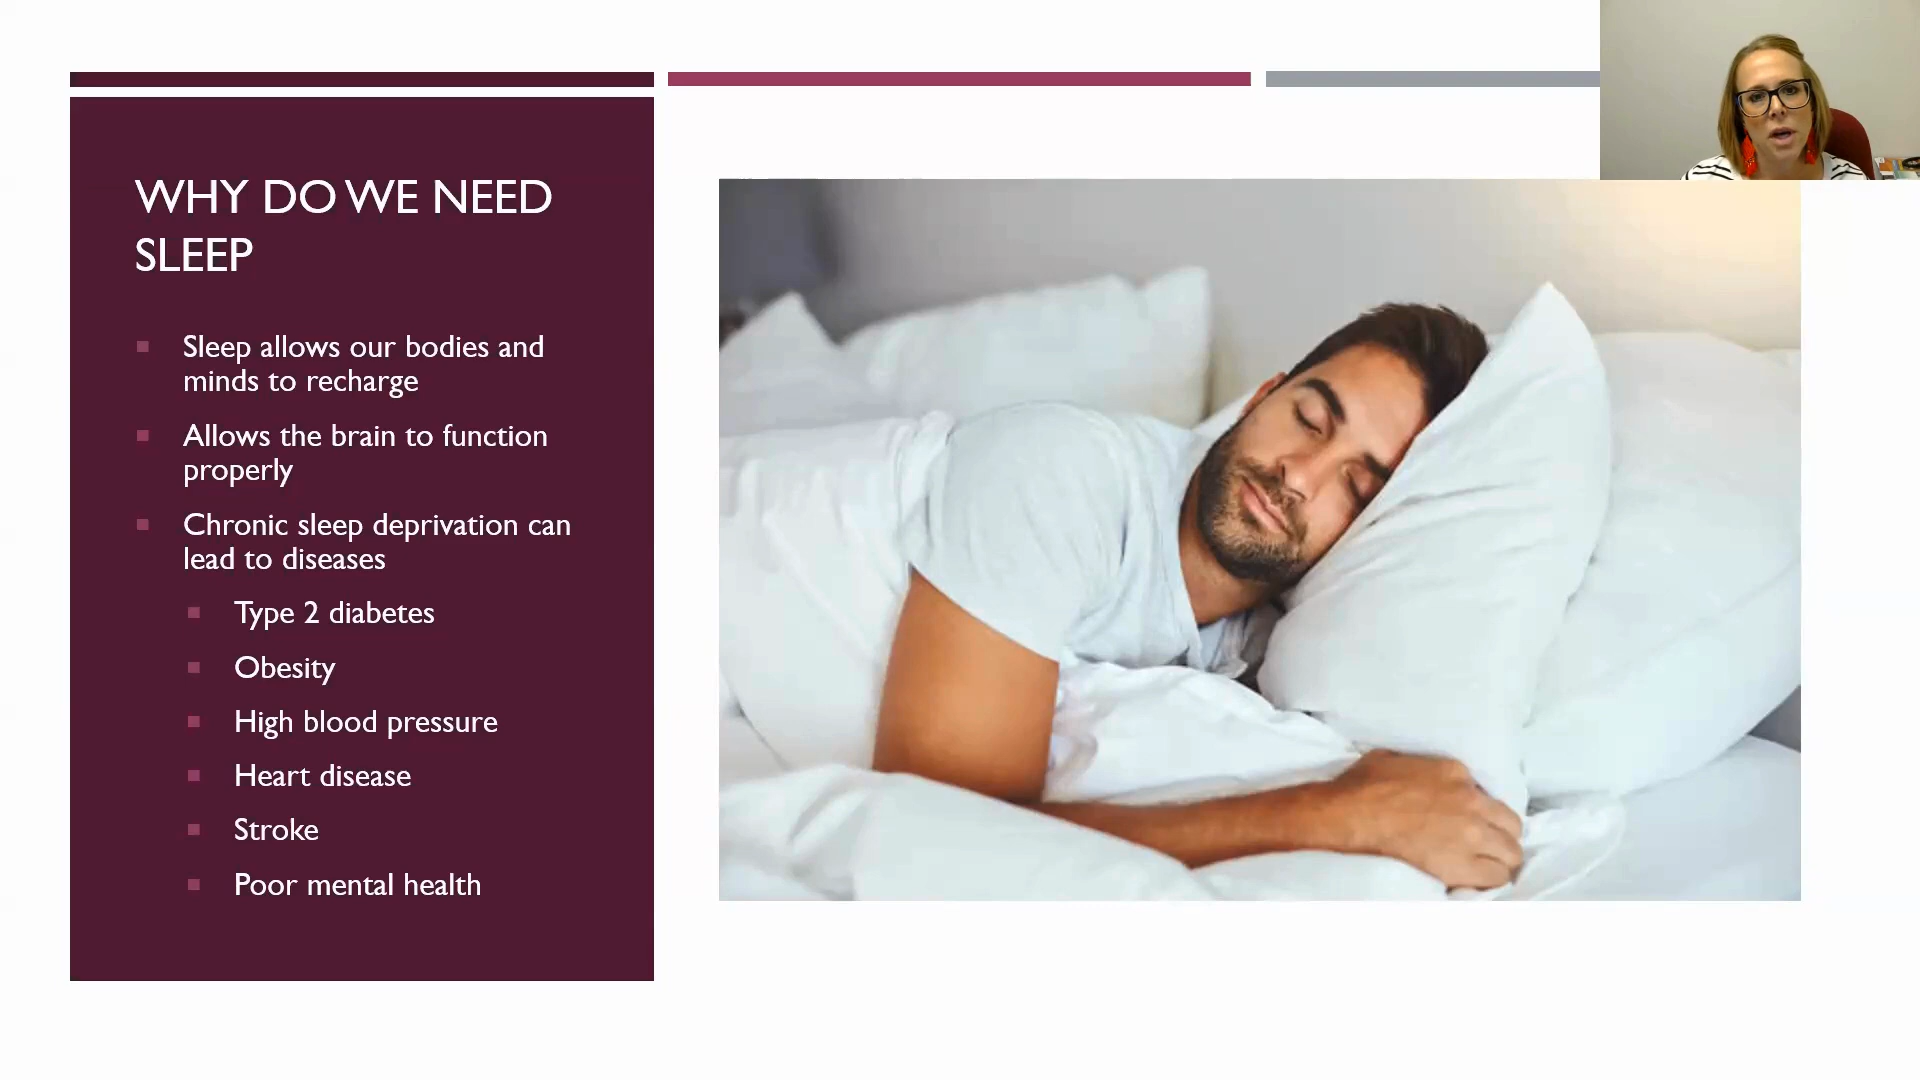 WHY DO WE NEED
SLEEP
Sleep allows our bodies and
minds to recharge
Allows the brain to function
properly
Chronic sleep deprivation can
lead to diseases
Type 2 diabetes
Obesity
High blood pressure
Heart disease
Stroke
Poor mental health